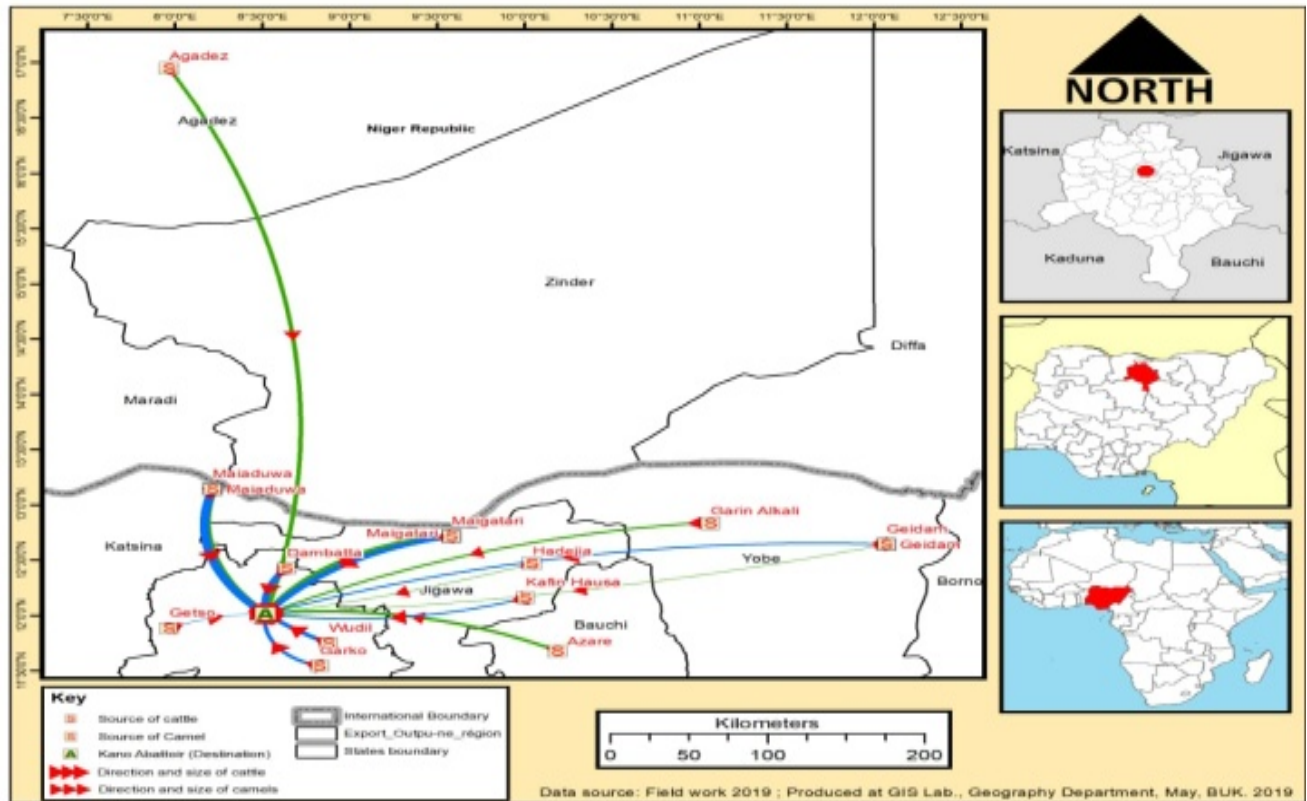 7°30'0"E 8°0'0"E 8°30'0"E 9°0'0"E 9°30'0"E 10°0'0"E 10°30'0"E 11°0'0"E 11°30'0"E 12°0'0"E 12°30'0"E
NORTH
Agadez
Agadez
Niger Republic
Zinder
Diffa
Maradi
Maiaduwa
Maiaduwa
Maigatari
Maigatari
Garin Alkali
Geidam
Geidam
Katsina
Dambatta
Hadejia
Yobe
Kafin Hausa
Jigawa
Borno
Getso
A
Wudil
Bauchi
Garko
Azare
S
S
S
S
S
S
S
S
S
S
S
S
Katsina
Jigawa
Kaduna
Bauchi
Key
S Source of cattle
S Source of Camel
A Kano Abattoir (Destination)
Direction and size of cattle
Direction and size of camels
International Boundary
Export_Outpu-ne_région
States boundary
Kilometers
0 50 100 200
Data source: Field work 2019 ; Produced at GIS Lab., Geography Department, May, BUK. 2019